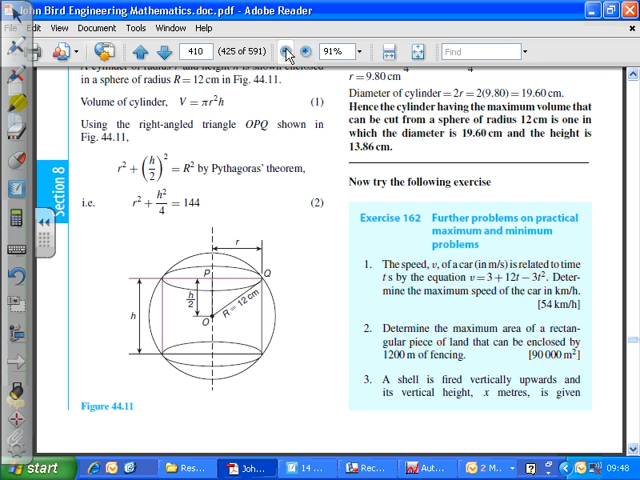 John Bird Engineering Mathematics.doc.pdf - Adobe Reader
File Edit View Document Tools Window Help
410 (425 of 591) 91% Find
in a sphere of radius R = 12 cm in Fig. 44.11.
Volume of cylinder, V = πr²h (1)
Using the right-angled triangle OPQ shown in
Fig. 44.11,
r² + (h/2)² = R² by Pythagoras' theorem,
i.e. r² + h²/4 = 144 (2)
Section 8
r
P
Q
h
h/2
R = 12 cm
O
Figure 44.11
r = 9.80 cm
Diameter of cylinder = 2r = 2(9.80) = 19.60 cm.
Hence the cylinder having the maximum volume that
can be cut from a sphere of radius 12 cm is one in
which the diameter is 19.60 cm and the height is
13.86 cm.
Now try the following exercise
Exercise 162 Further problems on practical
maximum and minimum
problems
1. The speed, v, of a car (in m/s) is related to time
t s by the equation v = 3 + 12t − 3t². Deter-
mine the maximum speed of the car in km/h.
[54 km/h]
2. Determine the maximum area of a rectan-
gular piece of land that can be enclosed by
1200 m of fencing. [90 000 m²]
3. A shell is fired vertically upwards and
its vertical height, x metres, is given
start Res... Joh... 14 ... Rec... Aut... 2 M... 09:48